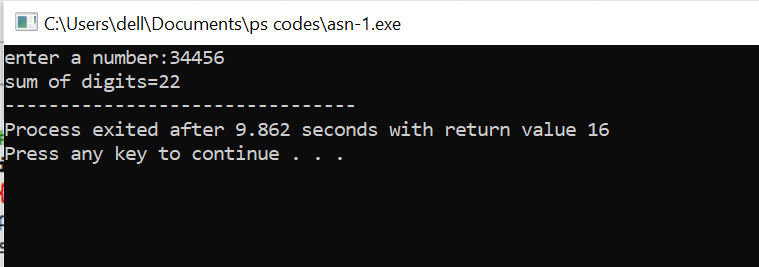 C:\Users\dell\Documents\ps codes\asn-1.exe
enter a number:34456
sum of digits=22
--------------------------------
Process exited after 9.862 seconds with return value 16
Press any key to continue . . .